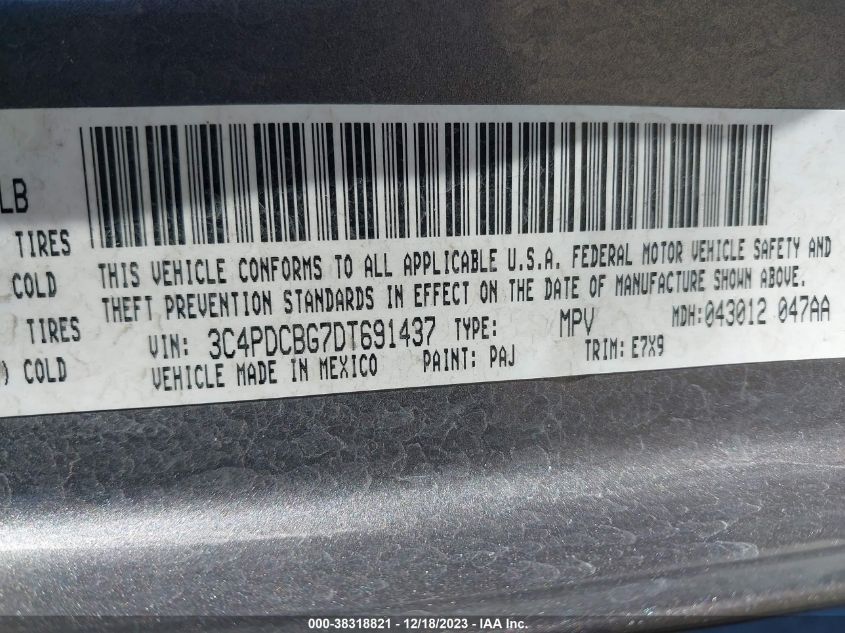 LB
TIRES
COLD
TIRES
) COLD
THIS VEHICLE CONFORMS TO ALL APPLICABLE U.S.A. FEDERAL MOTOR VEHICLE SAFETY AND
THEFT PREVENTION STANDARDS IN EFFECT ON THE DATE OF MANUFACTURE SHOWN ABOVE.
VIN: 3C4PDCBG7DT691437 TYPE: MPV MDH:043012 047AA
VEHICLE MADE IN MEXICO PAINT: PAJ TRIM: E7X9
000-38318821 - 12/18/2023 - IAA Inc.